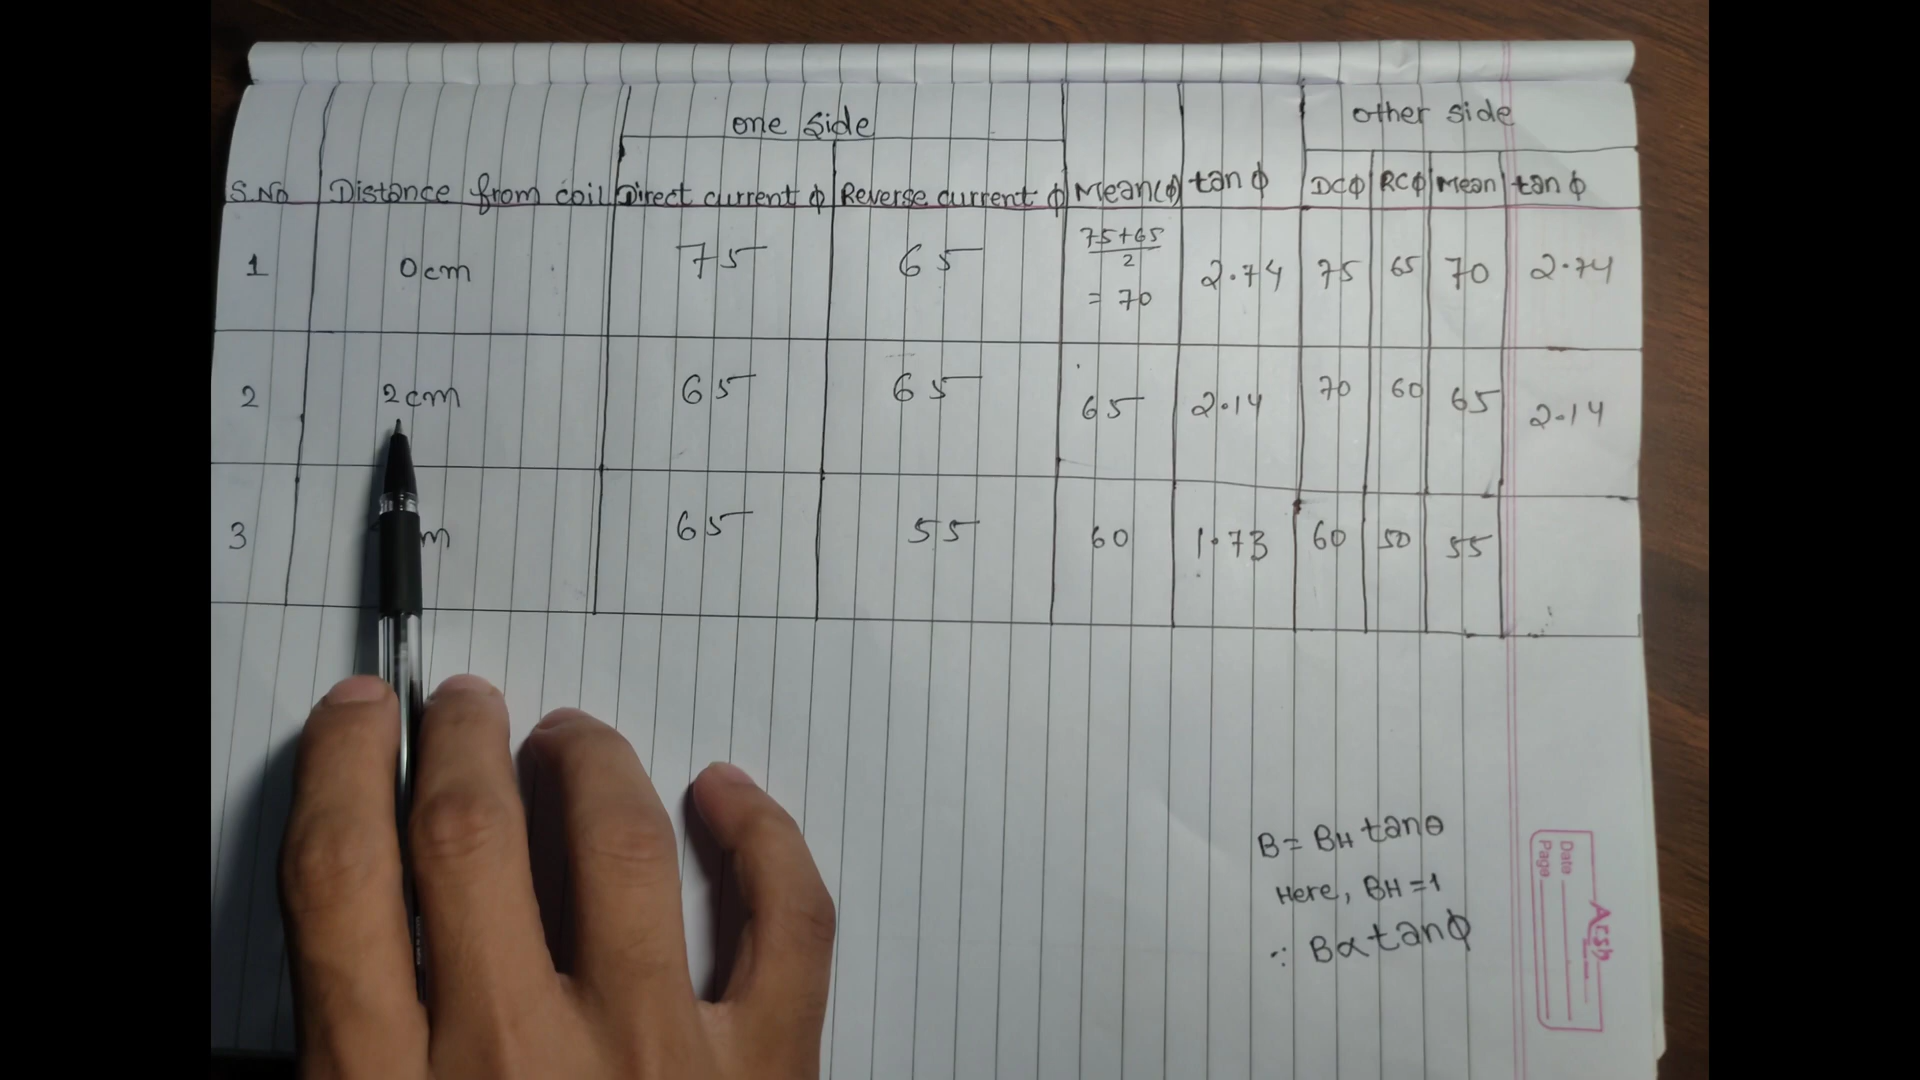 one side
other side
S.No Distance from coil Direct current ϕ Reverse current ϕ Mean(ϕ) tan ϕ DCϕ RCϕ Mean tan ϕ
1 0cm 75 65 75+65/2 = 70 2.74 75 65 70 2.74
2 2cm 65 65 65 2.14 70 60 65 2.14
3 m 65 55 60 1.73 60 50 55
B = BH tanθ
Here, BH = 1
∵ B α tanϕ
Date
Page
Arsh